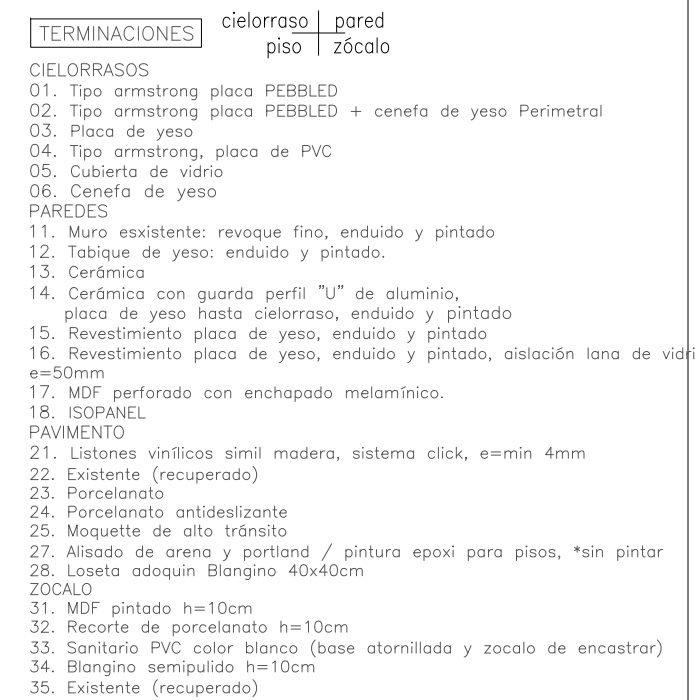 TERMINACIONES
cielorraso pared
piso zócalo
CIELORRASOS
01. Tipo armstrong placa PEBBLED
02. Tipo armstrong placa PEBBLED + cenefa de yeso Perimetral
03. Placa de yeso
04. Tipo armstrong, placa de PVC
05. Cubierta de vidrio
06. Cenefa de yeso
PAREDES
11. Muro esxistente: revoque fino, enduido y pintado
12. Tabique de yeso: enduido y pintado.
13. Cerámica
14. Cerámica con guarda perfil "U" de aluminio,
placa de yeso hasta cielorraso, enduido y pintado
15. Revestimiento placa de yeso, enduido y pintado
16. Revestimiento placa de yeso, enduido y pintado, aislación lana de vidri
e=50mm
17. MDF perforado con enchapado melamínico.
18. ISOPANEL
PAVIMENTO
21. Listones vinílicos simil madera, sistema click, e=min 4mm
22. Existente (recuperado)
23. Porcelanato
24. Porcelanato antideslizante
25. Moquette de alto tránsito
27. Alisado de arena y portland / pintura epoxi para pisos, *sin pintar
28. Loseta adoquin Blangino 40x40cm
ZOCALO
31. MDF pintado h=10cm
32. Recorte de porcelanato h=10cm
33. Sanitario PVC color blanco (base atornillada y zocalo de encastrar)
34. Blangino semipulido h=10cm
35. Existente (recuperado)